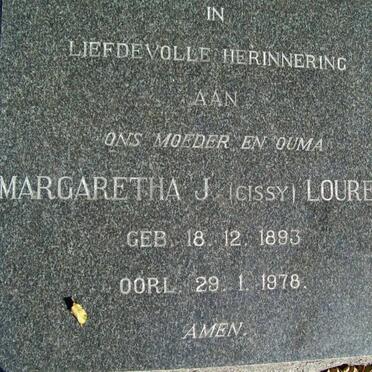 IN
LIEFDEVOLLE HERINNERING
AAN
ONS MOEDER EN OUMA
MARGARETHA J. (CISSY) LOURE
GEB. 18. 12. 1893
OORL. 29. 1. 1978.
AMEN.